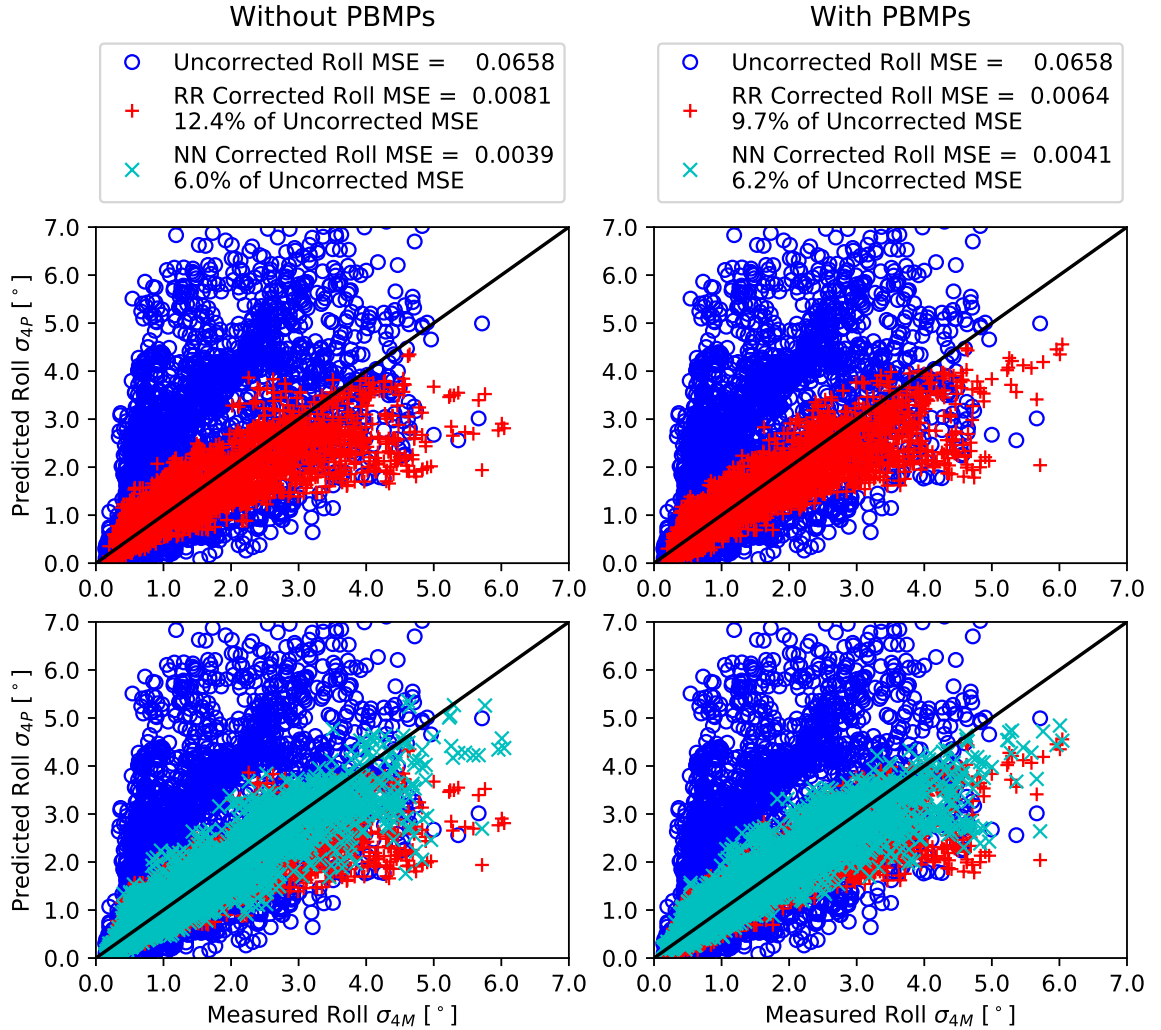 Without PBMPs
With PBMPs
Uncorrected Roll MSE = 0.0658
RR Corrected Roll MSE = 0.0081
12.4% of Uncorrected MSE
NN Corrected Roll MSE = 0.0039
6.0% of Uncorrected MSE
Uncorrected Roll MSE = 0.0658
RR Corrected Roll MSE = 0.0064
9.7% of Uncorrected MSE
NN Corrected Roll MSE = 0.0041
6.2% of Uncorrected MSE
Predicted Roll σ4P [°]
7.0
6.0
5.0
4.0
3.0
2.0
1.0
0.0
0.0 1.0 2.0 3.0 4.0 5.0 6.0 7.0
7.0
6.0
5.0
4.0
3.0
2.0
1.0
0.0
0.0 1.0 2.0 3.0 4.0 5.0 6.0 7.0
Predicted Roll σ4P [°]
7.0
6.0
5.0
4.0
3.0
2.0
1.0
0.0
0.0 1.0 2.0 3.0 4.0 5.0 6.0 7.0
Measured Roll σ4M [°]
7.0
6.0
5.0
4.0
3.0
2.0
1.0
0.0
0.0 1.0 2.0 3.0 4.0 5.0 6.0 7.0
Measured Roll σ4M [°]